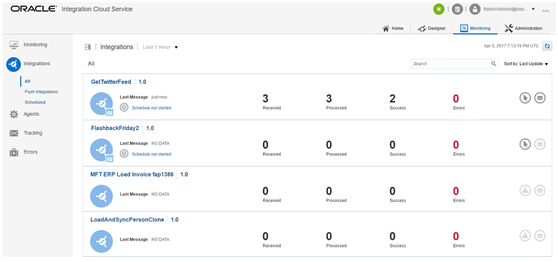 ORACLE® Integration Cloud Service
Home Designer Monitoring Administration
Monitoring
Integrations
All
Push Integrations
Scheduled
Agents
Tracking
Errors
Integrations Last 1 Hour
Apr 5, 2017 7:13:19 PM UTC
All
Search
Sort by: Last Update
GetTwitterFeed 1.0
Last Message just now
Schedule not started
3 Received
3 Processed
2 Success
0 Errors
FlashbackFriday2 1.0
Last Message NO DATA
Schedule not started
0 Received
0 Processed
0 Success
0 Errors
MFT ERP Load Invoice fap1386 1.0
Last Message NO DATA
0 Received
0 Processed
0 Success
0 Errors
LoadAndSyncPersonClone 1.0
Last Message NO DATA
0 Received
0 Processed
0 Success
0 Errors